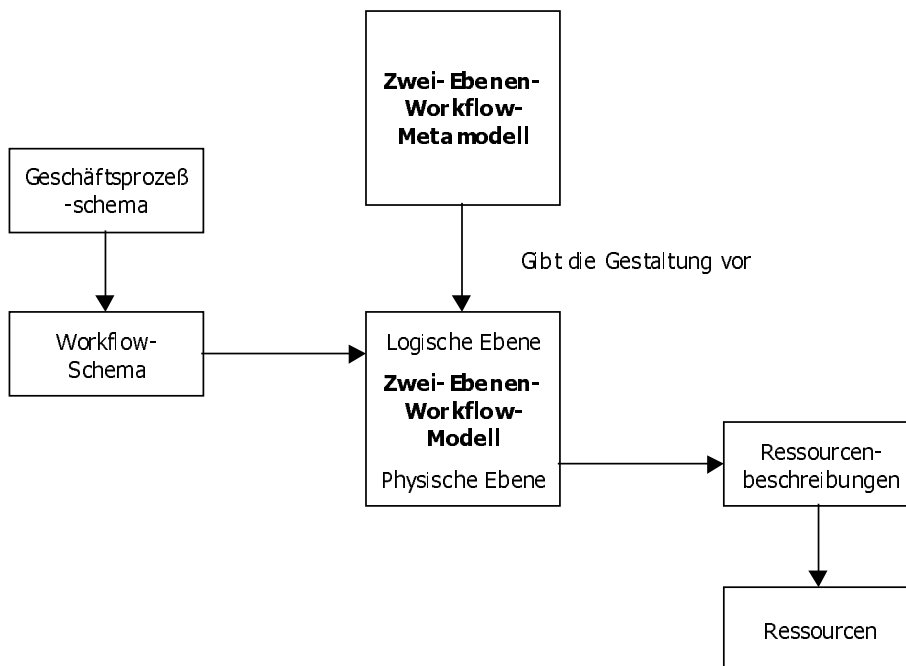 Zwei-Ebenen-
Workflow-
Metamodell
Geschäftsprozeß
-schema
Gibt die Gestaltung vor
Workflow-
Schema
Logische Ebene
Zwei-Ebenen-
Workflow-
Modell
Physische Ebene
Ressourcen-
beschreibungen
Ressourcen